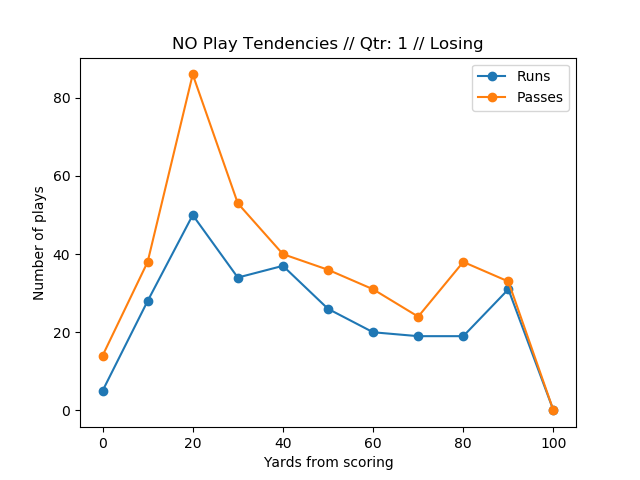 NO Play Tendencies // Qtr: 1 // Losing
Runs
Passes
Number of plays
80
60
40
20
0
0 20 40 60 80 100
Yards from scoring